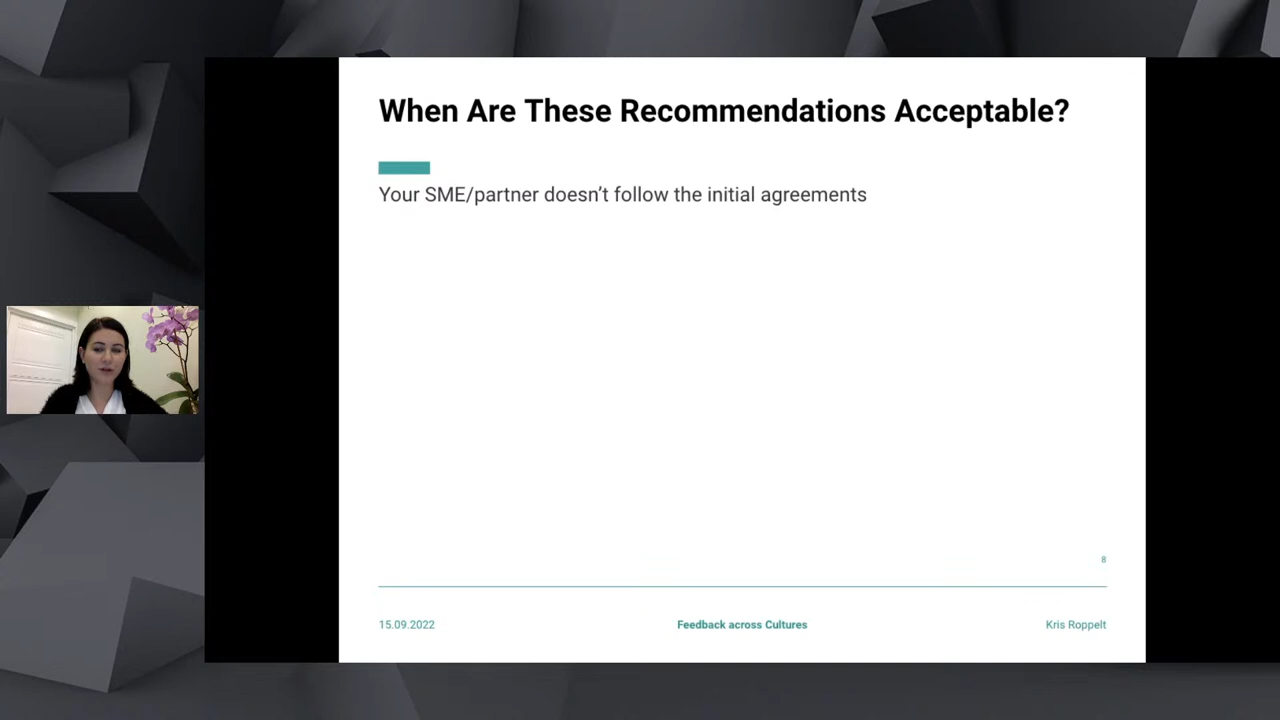 When Are These Recommendations Acceptable?
Your SME/partner doesn’t follow the initial agreements
8
15.09.2022
Feedback across Cultures
Kris Roppelt